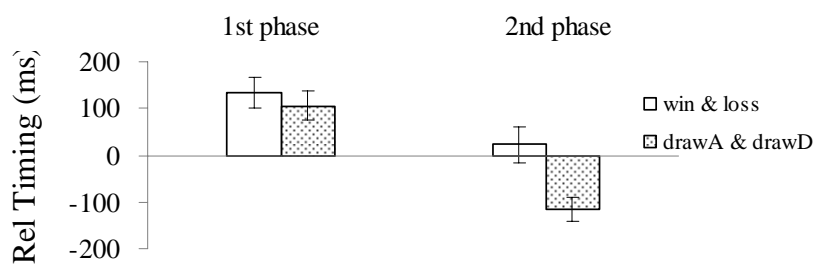 1st phase 2nd phase
Rel Timing (ms)
200
100
0
-100
-200
win & loss
drawA & drawD